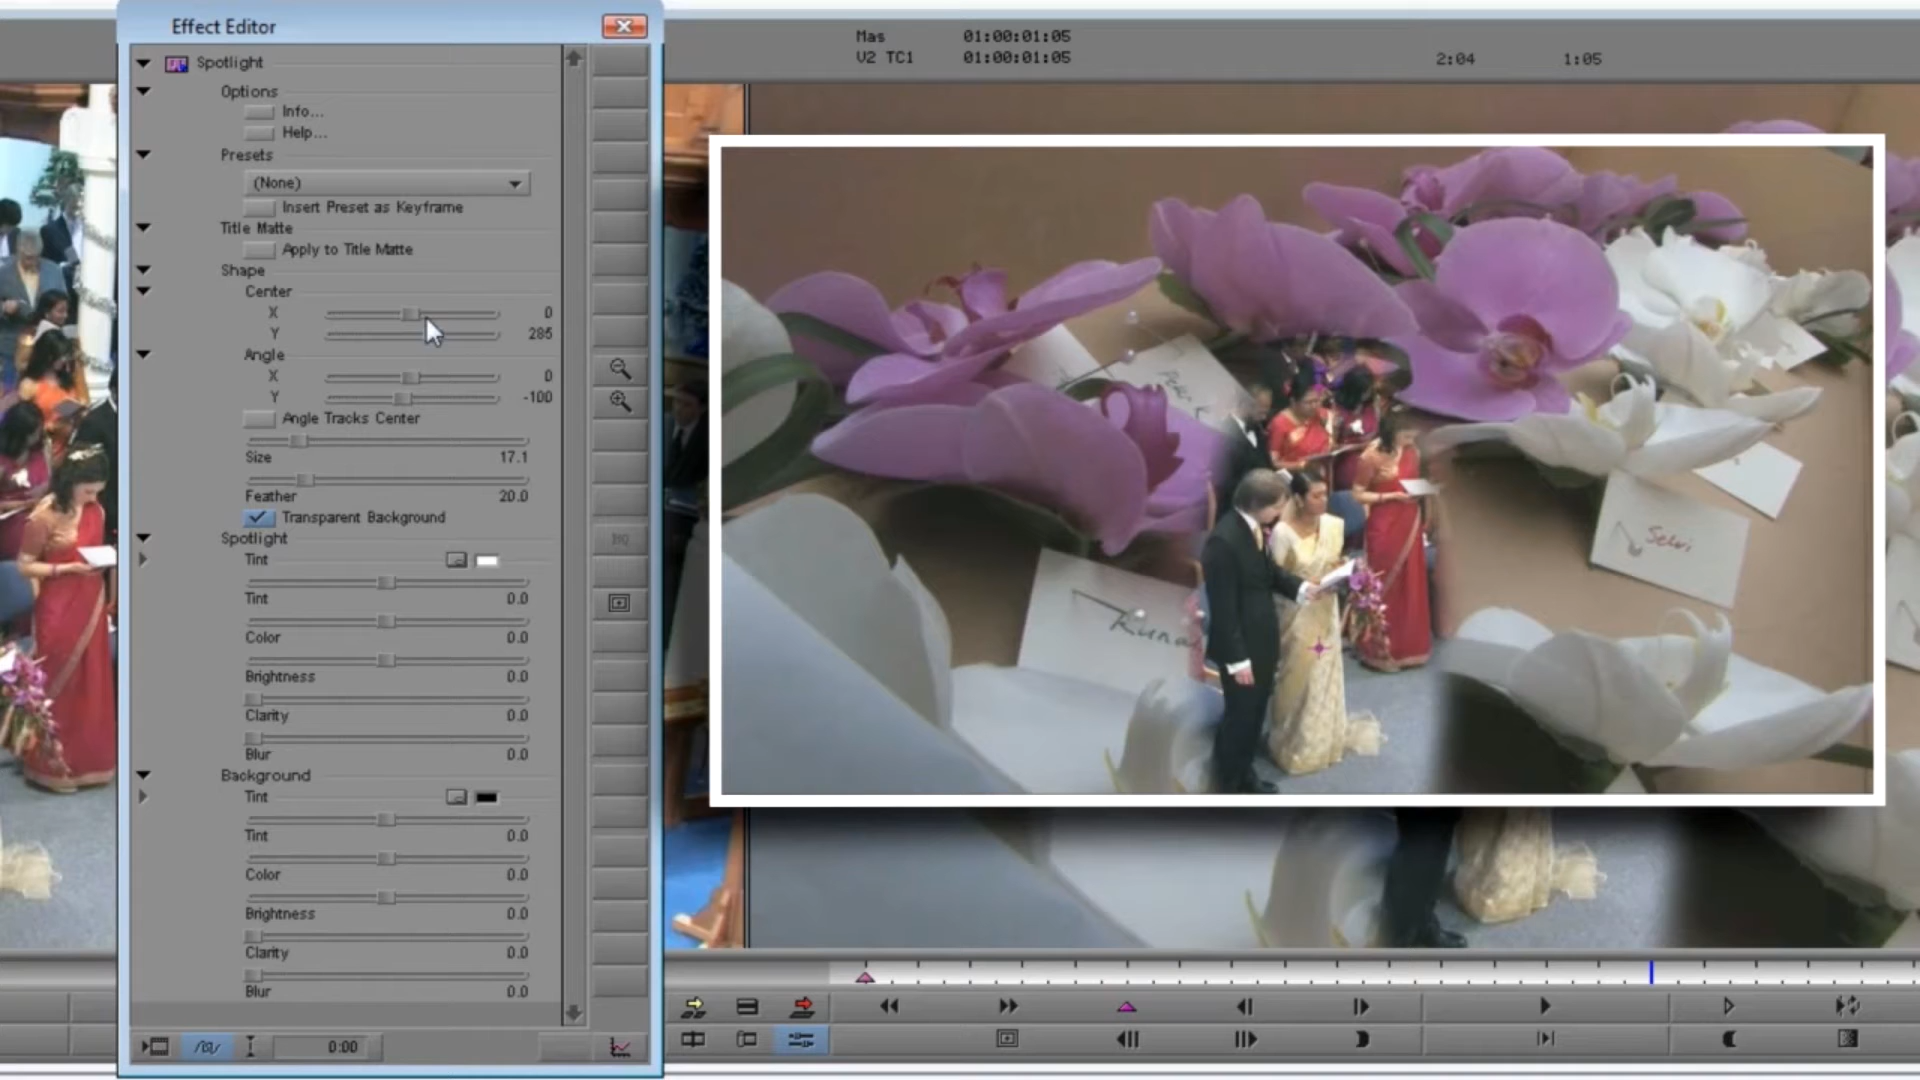 Effect Editor
Spotlight
Options
Info...
Help...
Presets
(None)
Insert Preset as Keyframe
Title Matte
Apply to Title Matte
Shape
Center
X 0
Y 285
Angle
X 0
Y -100
Angle Tracks Center
Size 17.1
Feather 20.0
Transparent Background
Spotlight
Tint
Tint 0.0
Color 0.0
Brightness 0.0
Clarity 0.0
Blur 0.0
Background
Tint
Tint 0.0
Color 0.0
Brightness 0.0
Clarity 0.0
Blur 0.0
0:00
HQ
Mas 01:00:01:05
V2 TC1 01:00:01:05
2:04 1:05
Selvi